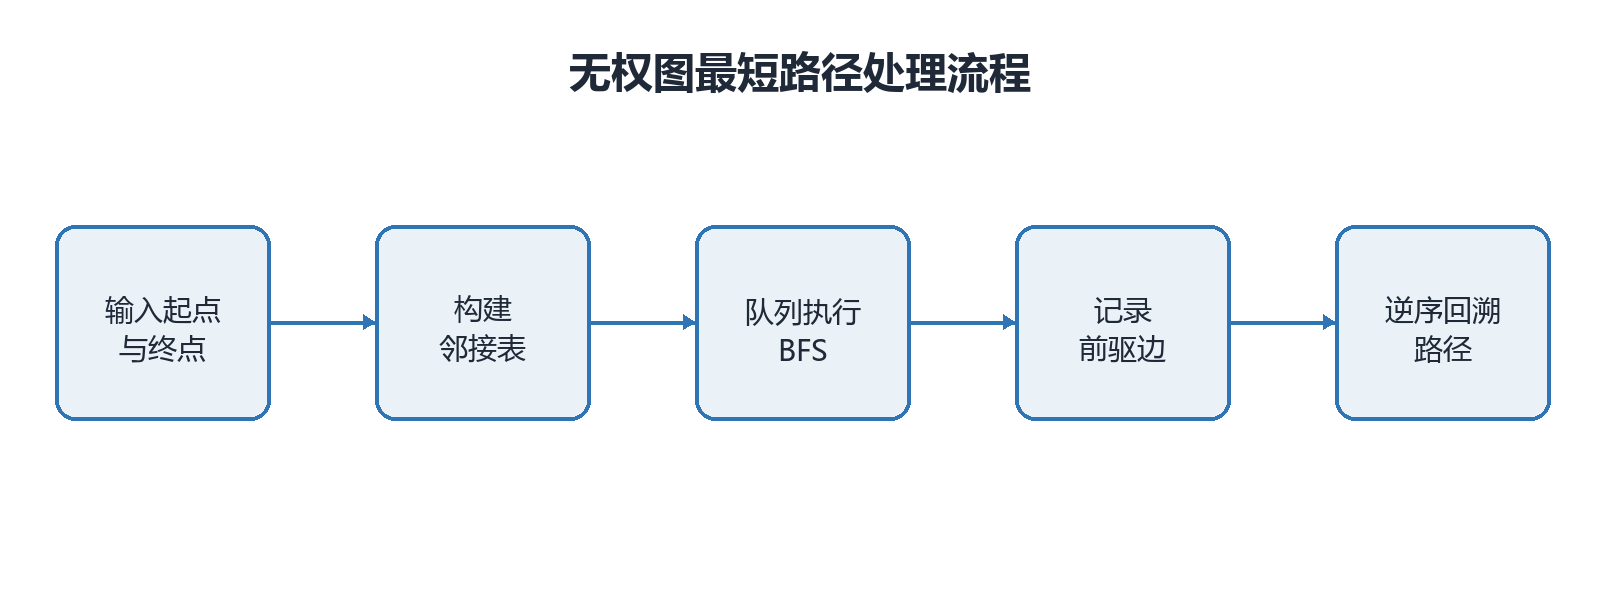 无权图最短路径处理流程
输入起点
与终点
构建
邻接表
队列执行
BFS
记录
前驱边
逆序回溯
路径